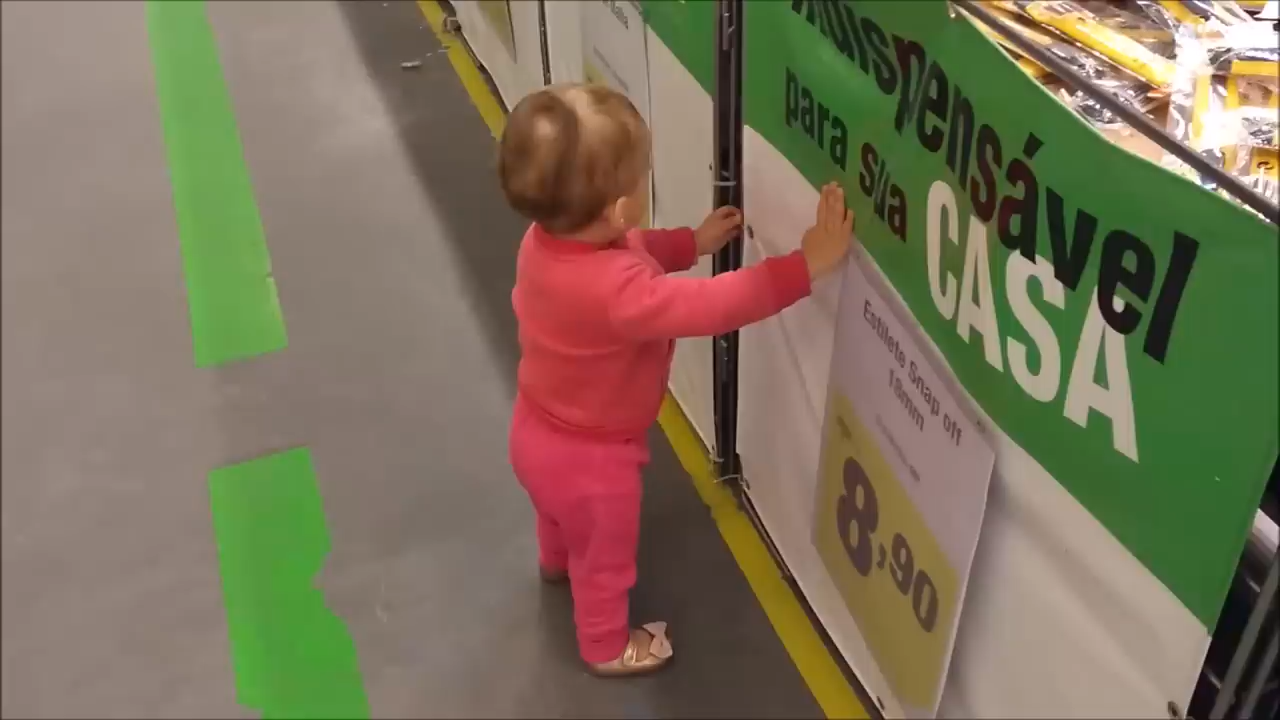 Indispensável
para sua
CASA
Estilete Snap off
18mm
8,90